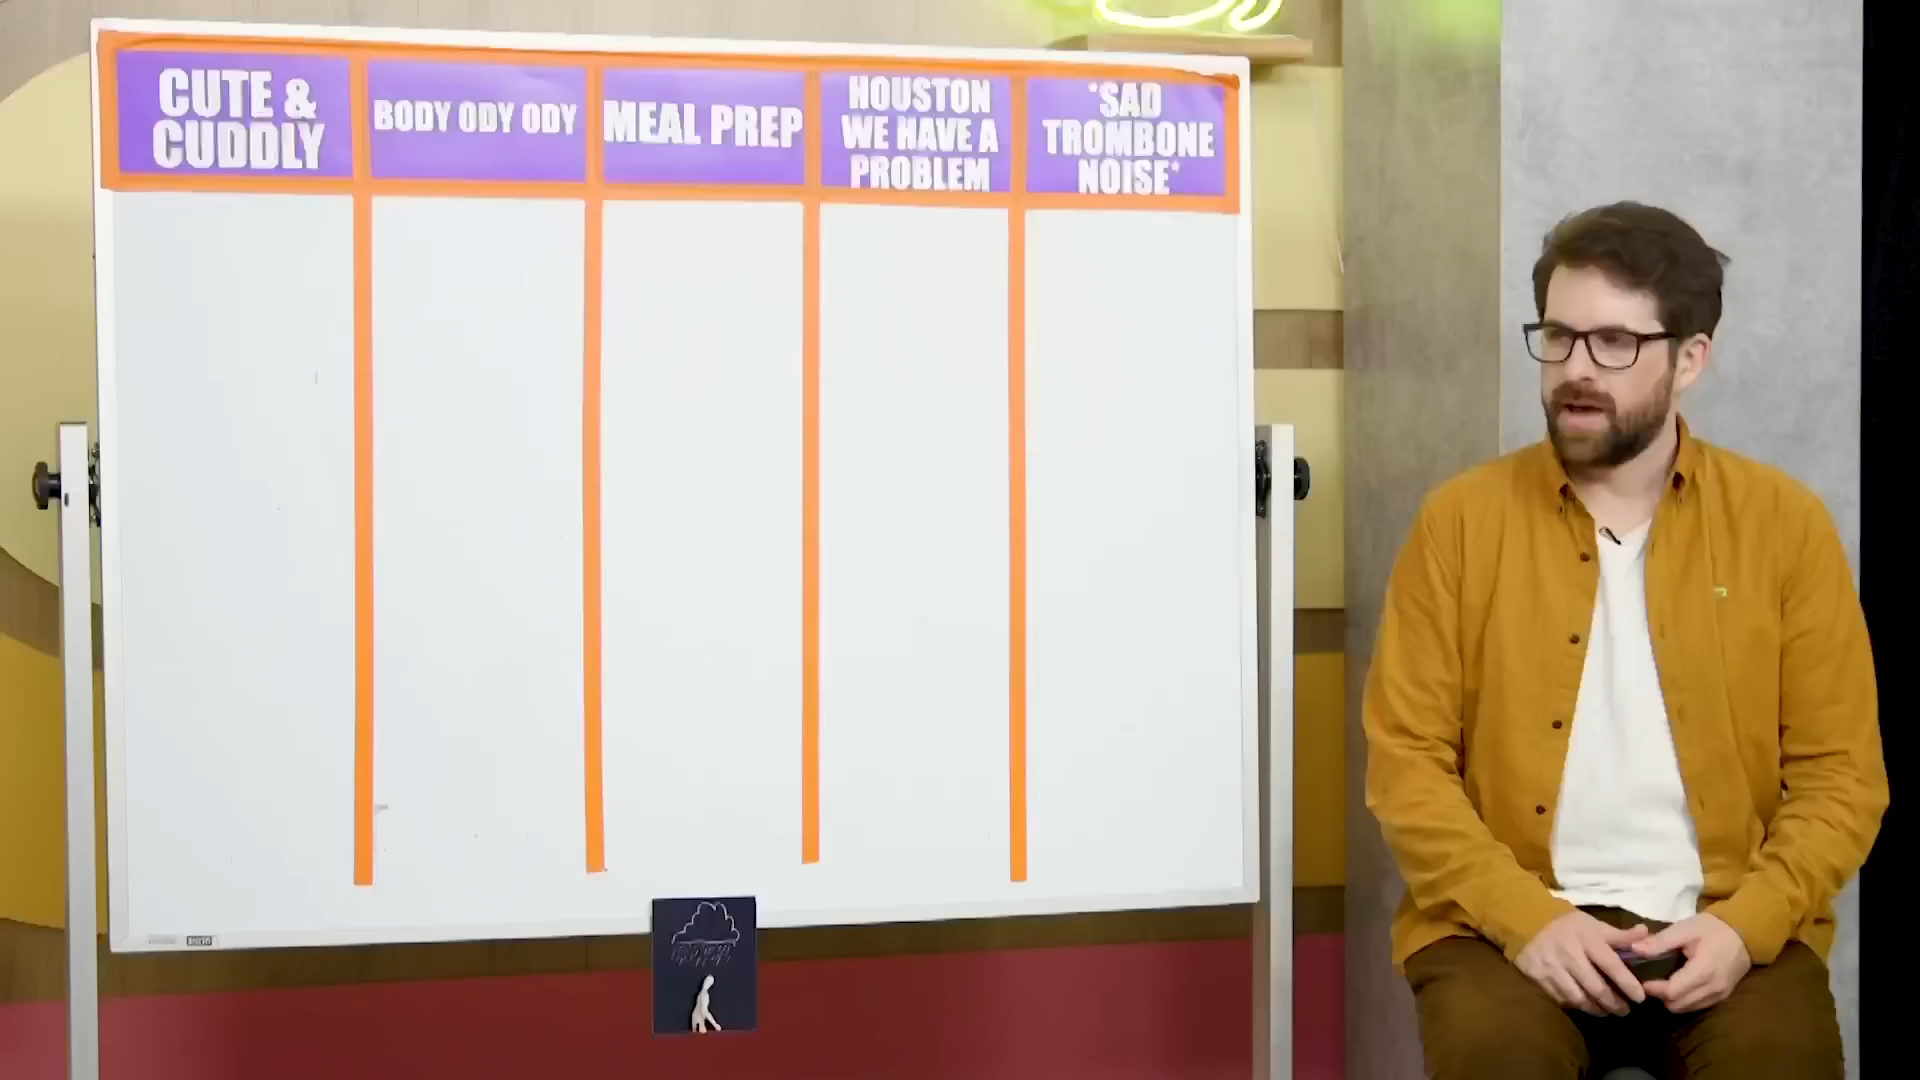 CUTE &
CUDDLY
BODY ODY ODY
MEAL PREP
HOUSTON
WE HAVE A
PROBLEM
*SAD
TROMBONE
NOISE*